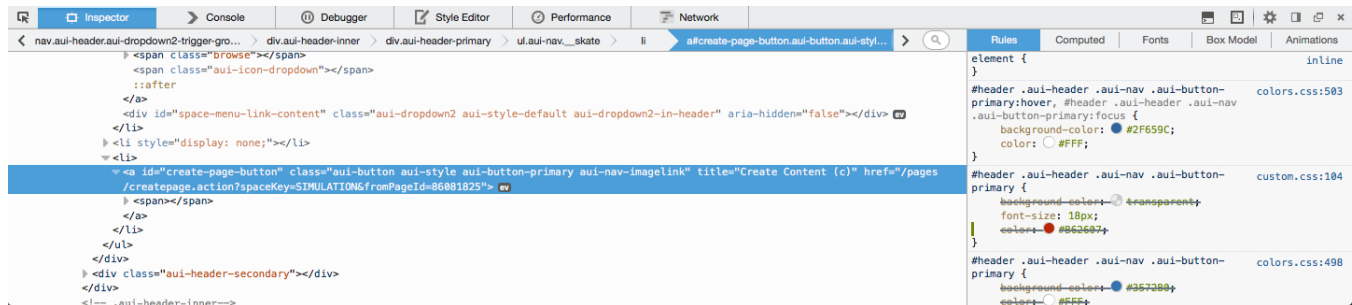 Inspector Console Debugger Style Editor Performance Network
nav.aui-header.aui-dropdown2-trigger-gro... div.aui-header-inner div.aui-header-primary ul.aui-nav.__skate li a#create-page-button.aui-button.aui-styl...
<span class="browse"></span>
<span class="aui-icon-dropdown"></span>
::after
</a>
<div id="space-menu-link-content" class="aui-dropdown2 aui-style-default aui-dropdown2-in-header" aria-hidden="false"></div> ev
</li>
<li style="display: none;"></li>
<li>
<a id="create-page-button" class="aui-button aui-style aui-button-primary aui-nav-imagelink" title="Create Content (c)" href="/pages
/createpage.action?spaceKey=SIMULATION&fromPageId=86081825"> ev
<span></span>
</a>
</li>
</ul>
</div>
<div class="aui-header-secondary"></div>
</div>
<!-- .aui-header-inner-->
Rules Computed Fonts Box Model Animations
element { inline
}
#header .aui-header .aui-nav .aui-button- colors.css:503
primary:hover, #header .aui-header .aui-nav
.aui-button-primary:focus {
background-color: #2F659C;
color: #FFF;
}
#header .aui-header .aui-nav .aui-button- custom.css:104
primary {
background-color: transparent;
font-size: 18px;
color: #B62607;
}
#header .aui-header .aui-nav .aui-button- colors.css:498
primary {
background-color: #3572B0;
color: #FFF;